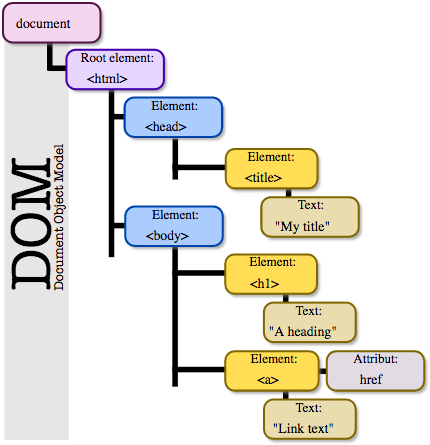 document
Root element:
<html>
Element:
<head>
Element:
<title>
Text:
"My title"
Element:
<body>
Element:
<h1>
Text:
"A heading"
Element:
<a>
Attribut:
href
Text:
"Link text"
DOM
Document Object Model